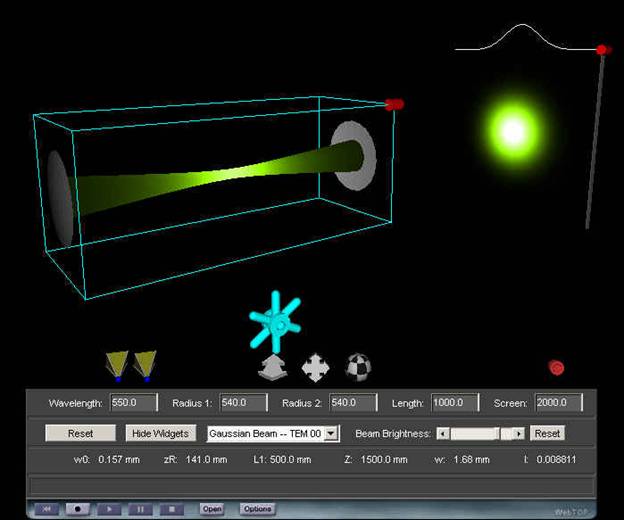 Wavelength: 550.0 Radius 1: 540.0 Radius 2: 540.0 Length: 1000.0 Screen: 2000.0
Reset Hide Widgets Gaussian Beam -- TEM 00 Beam Brightness: Reset
w0: 0.157 mm zR: 141.0 mm L1: 500.0 mm Z: 1500.0 mm w: 1.68 mm I: 0.008811
Open Options WebTOP